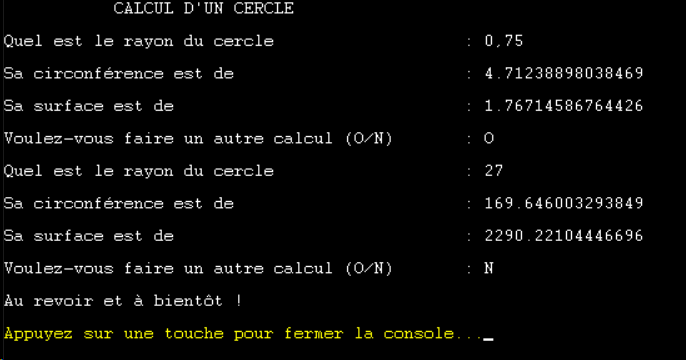 CALCUL D'UN CERCLE
Quel est le rayon du cercle : 0,75
Sa circonférence est de : 4.71238898038469
Sa surface est de : 1.76714586764426
Voulez-vous faire un autre calcul (O/N) : O
Quel est le rayon du cercle : 27
Sa circonférence est de : 169.646003293849
Sa surface est de : 2290.22104446696
Voulez-vous faire un autre calcul (O/N) : N
Au revoir et à bientôt !
Appuyez sur une touche pour fermer la console..._